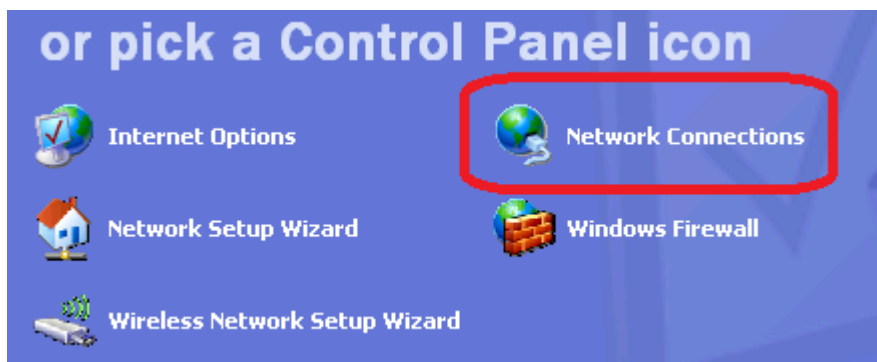 or pick a Control Panel icon
Internet Options
Network Connections
Network Setup Wizard
Windows Firewall
Wireless Network Setup Wizard